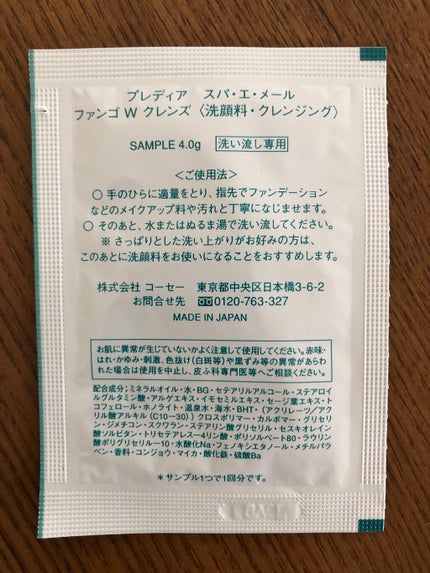 プレディア　スパ・エ・メール
ファンゴ W クレンズ〈洗顔料・クレンジング〉
SAMPLE 4.0g 洗い流し専用
＜ご使用法＞
○ 手のひらに適量をとり、指先でファンデーション
などのメイクアップ料や汚れと丁寧になじませます。
○ そのあと、水またはぬるま湯で洗い流してください。
※ さっぱりとした洗い上がりがお好みの方は、
このあとに洗顔料をお使いになることをおすすめします。
株式会社 コーセー　東京都中央区日本橋3-6-2
お問合せ先　0120-763-327
MADE IN JAPAN
お肌に異常が生じていないかよく注意して使用してください。赤味・
はれ・かゆみ・刺激、色抜け(白斑等)や黒ずみ等の異常があらわ
れた場合は使用を中止し、皮ふ科専門医等へご相談ください。
配合成分：ミネラルオイル・水・BG・セテアリルアルコール・ステアロイ
ルグルタミン酸・アルゲエキス・イモセミルエキス・セージ葉エキス・ト
コフェロール・ホノライト・温泉水・海水・BHT・(アクリレーツ/アク
リル酸アルキル(C10-30))クロスポリマー・カルボマー・グリセリ
ン・ジメチコン・スクワラン・ステアリン酸グリセリル・セスキオレイン
酸ソルビタン・トリセテアレス-4リン酸・ポリソルベート80・ラウリン
酸ポリグリセリル-10・水酸化Na・フェノキシエタノール・メチルパラ
ベン・香料・コンジョウ・マイカ・酸化鉄・硫酸Ba
＊サンプル1つで1回分です。